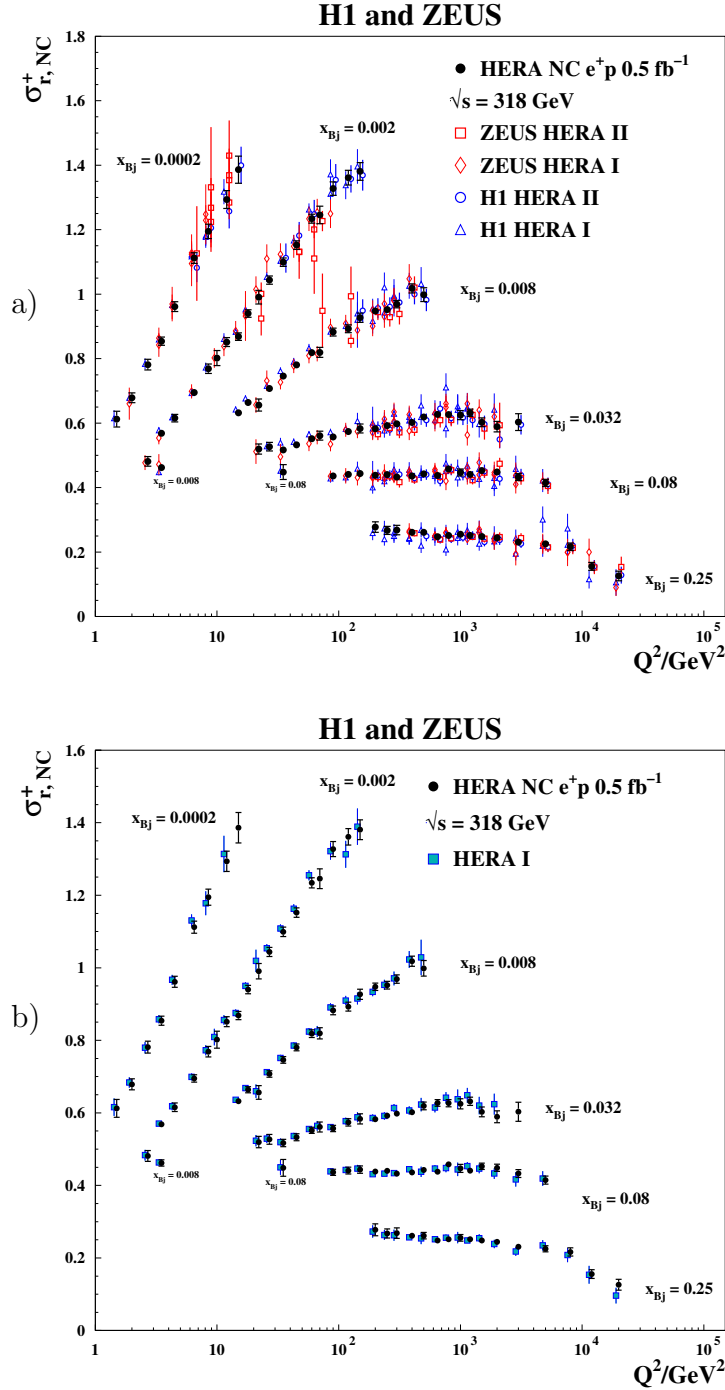 H1 and ZEUS
σ⁺r, NC
1.8
1.6
1.4
1.2
1
0.8
0.6
0.4
0.2
0
HERA NC e⁺p 0.5 fb⁻¹
√s = 318 GeV
ZEUS HERA II
ZEUS HERA I
H1 HERA II
H1 HERA I
xBj = 0.0002
xBj = 0.002
xBj = 0.008
xBj = 0.032
xBj = 0.08
xBj = 0.008
xBj = 0.08
xBj = 0.25
a)
1 10 10² 10³ 10⁴ 10⁵
Q²/GeV²
H1 and ZEUS
σ⁺r, NC
1.6
1.4
1.2
1
0.8
0.6
0.4
0.2
0
HERA NC e⁺p 0.5 fb⁻¹
√s = 318 GeV
HERA I
xBj = 0.0002
xBj = 0.002
xBj = 0.008
xBj = 0.032
xBj = 0.008
xBj = 0.08
xBj = 0.08
xBj = 0.25
b)
1 10 10² 10³ 10⁴ 10⁵
Q²/GeV²